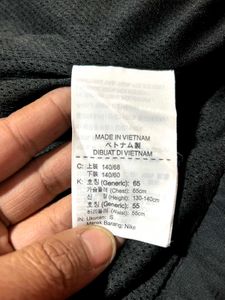 MADE IN VIETNAM
ベトナム製
DIBUAT DI VIETNAM
C: 上装 140/68
下装 140/60
K: 호칭 (Generic): 65
가슴둘레 (Chest): 65cm
신 장 (Height): 130-140cm
호칭 (Generic): 55
허리둘레 (Waist): 55cm
IN: Ukuran: S
Merek Barang: Nike